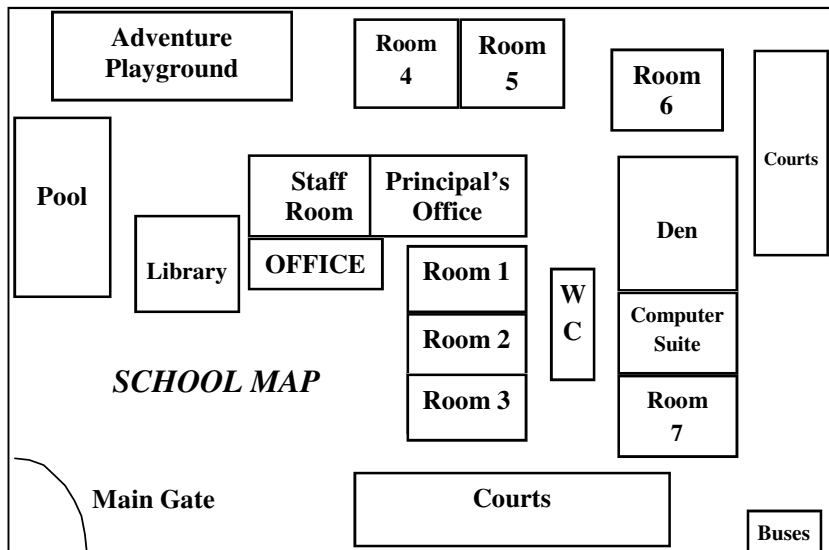 Adventure
Playground
Room
4
Room
5
Room
6
Courts
Pool
Staff
Room
Principal's
Office
Den
Library
OFFICE
Room 1
W
C
Computer
Suite
Room 2
SCHOOL MAP
Room 3
Room
7
Main Gate
Courts
Buses